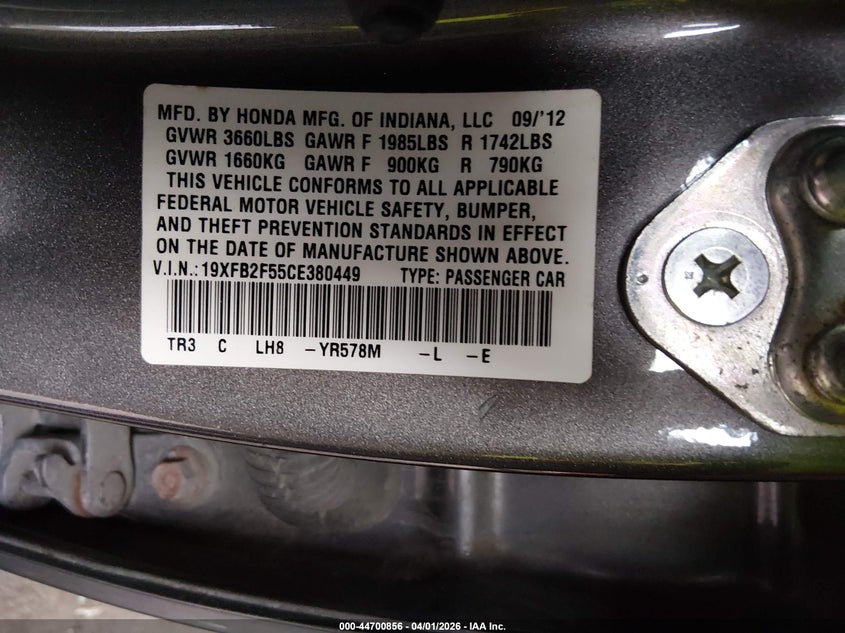 MFD. BY HONDA MFG. OF INDIANA, LLC 09/'12
GVWR 3660LBS GAWR F 1985LBS R 1742LBS
GVWR 1660KG GAWR F 900KG R 790KG
THIS VEHICLE CONFORMS TO ALL APPLICABLE
FEDERAL MOTOR VEHICLE SAFETY, BUMPER,
AND THEFT PREVENTION STANDARDS IN EFFECT
ON THE DATE OF MANUFACTURE SHOWN ABOVE.
V.I.N.:19XFB2F55CE380449 TYPE: PASSENGER CAR
TR3 C LH8 -YR578M -L -E
000-44700856 - 04/01/2026 - IAA Inc.